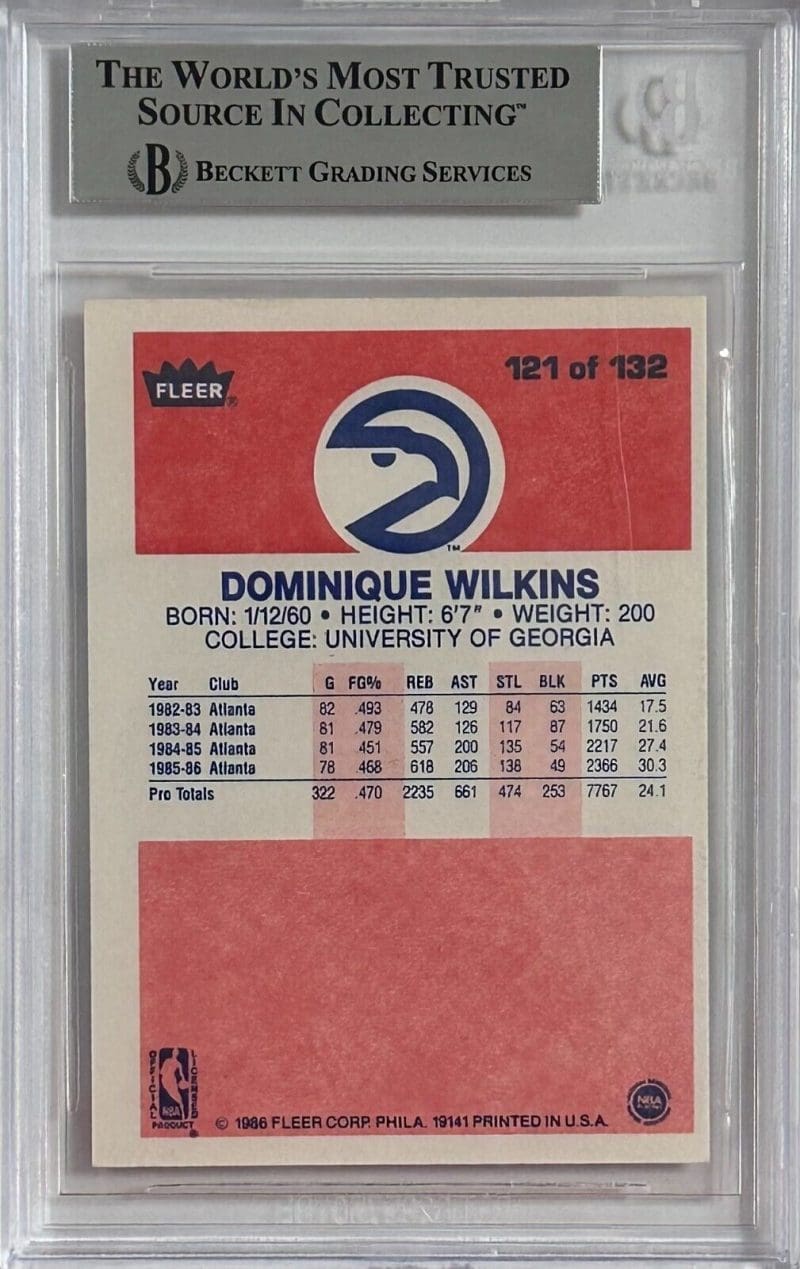 THE WORLD'S MOST TRUSTED
SOURCE IN COLLECTING™
B BECKETT GRADING SERVICES
FLEER®
121 of 132
TM
DOMINIQUE WILKINS
BORN: 1/12/60 • HEIGHT: 6'7" • WEIGHT: 200
COLLEGE: UNIVERSITY OF GEORGIA
Year Club G FG% REB AST STL BLK PTS AVG
1982-83 Atlanta 82 .493 478 129 84 63 1434 17.5
1983-84 Atlanta 81 .479 582 126 117 87 1750 21.6
1984-85 Atlanta 81 .451 557 200 135 54 2217 27.4
1985-86 Atlanta 78 .468 618 206 138 49 2366 30.3
Pro Totals 322 .470 2235 661 474 253 7767 24.1
OFFICIAL LICENSED
NBA
PRODUCT ®
© 1986 FLEER CORP. PHILA. 19141 PRINTED IN U.S.A.
NBA